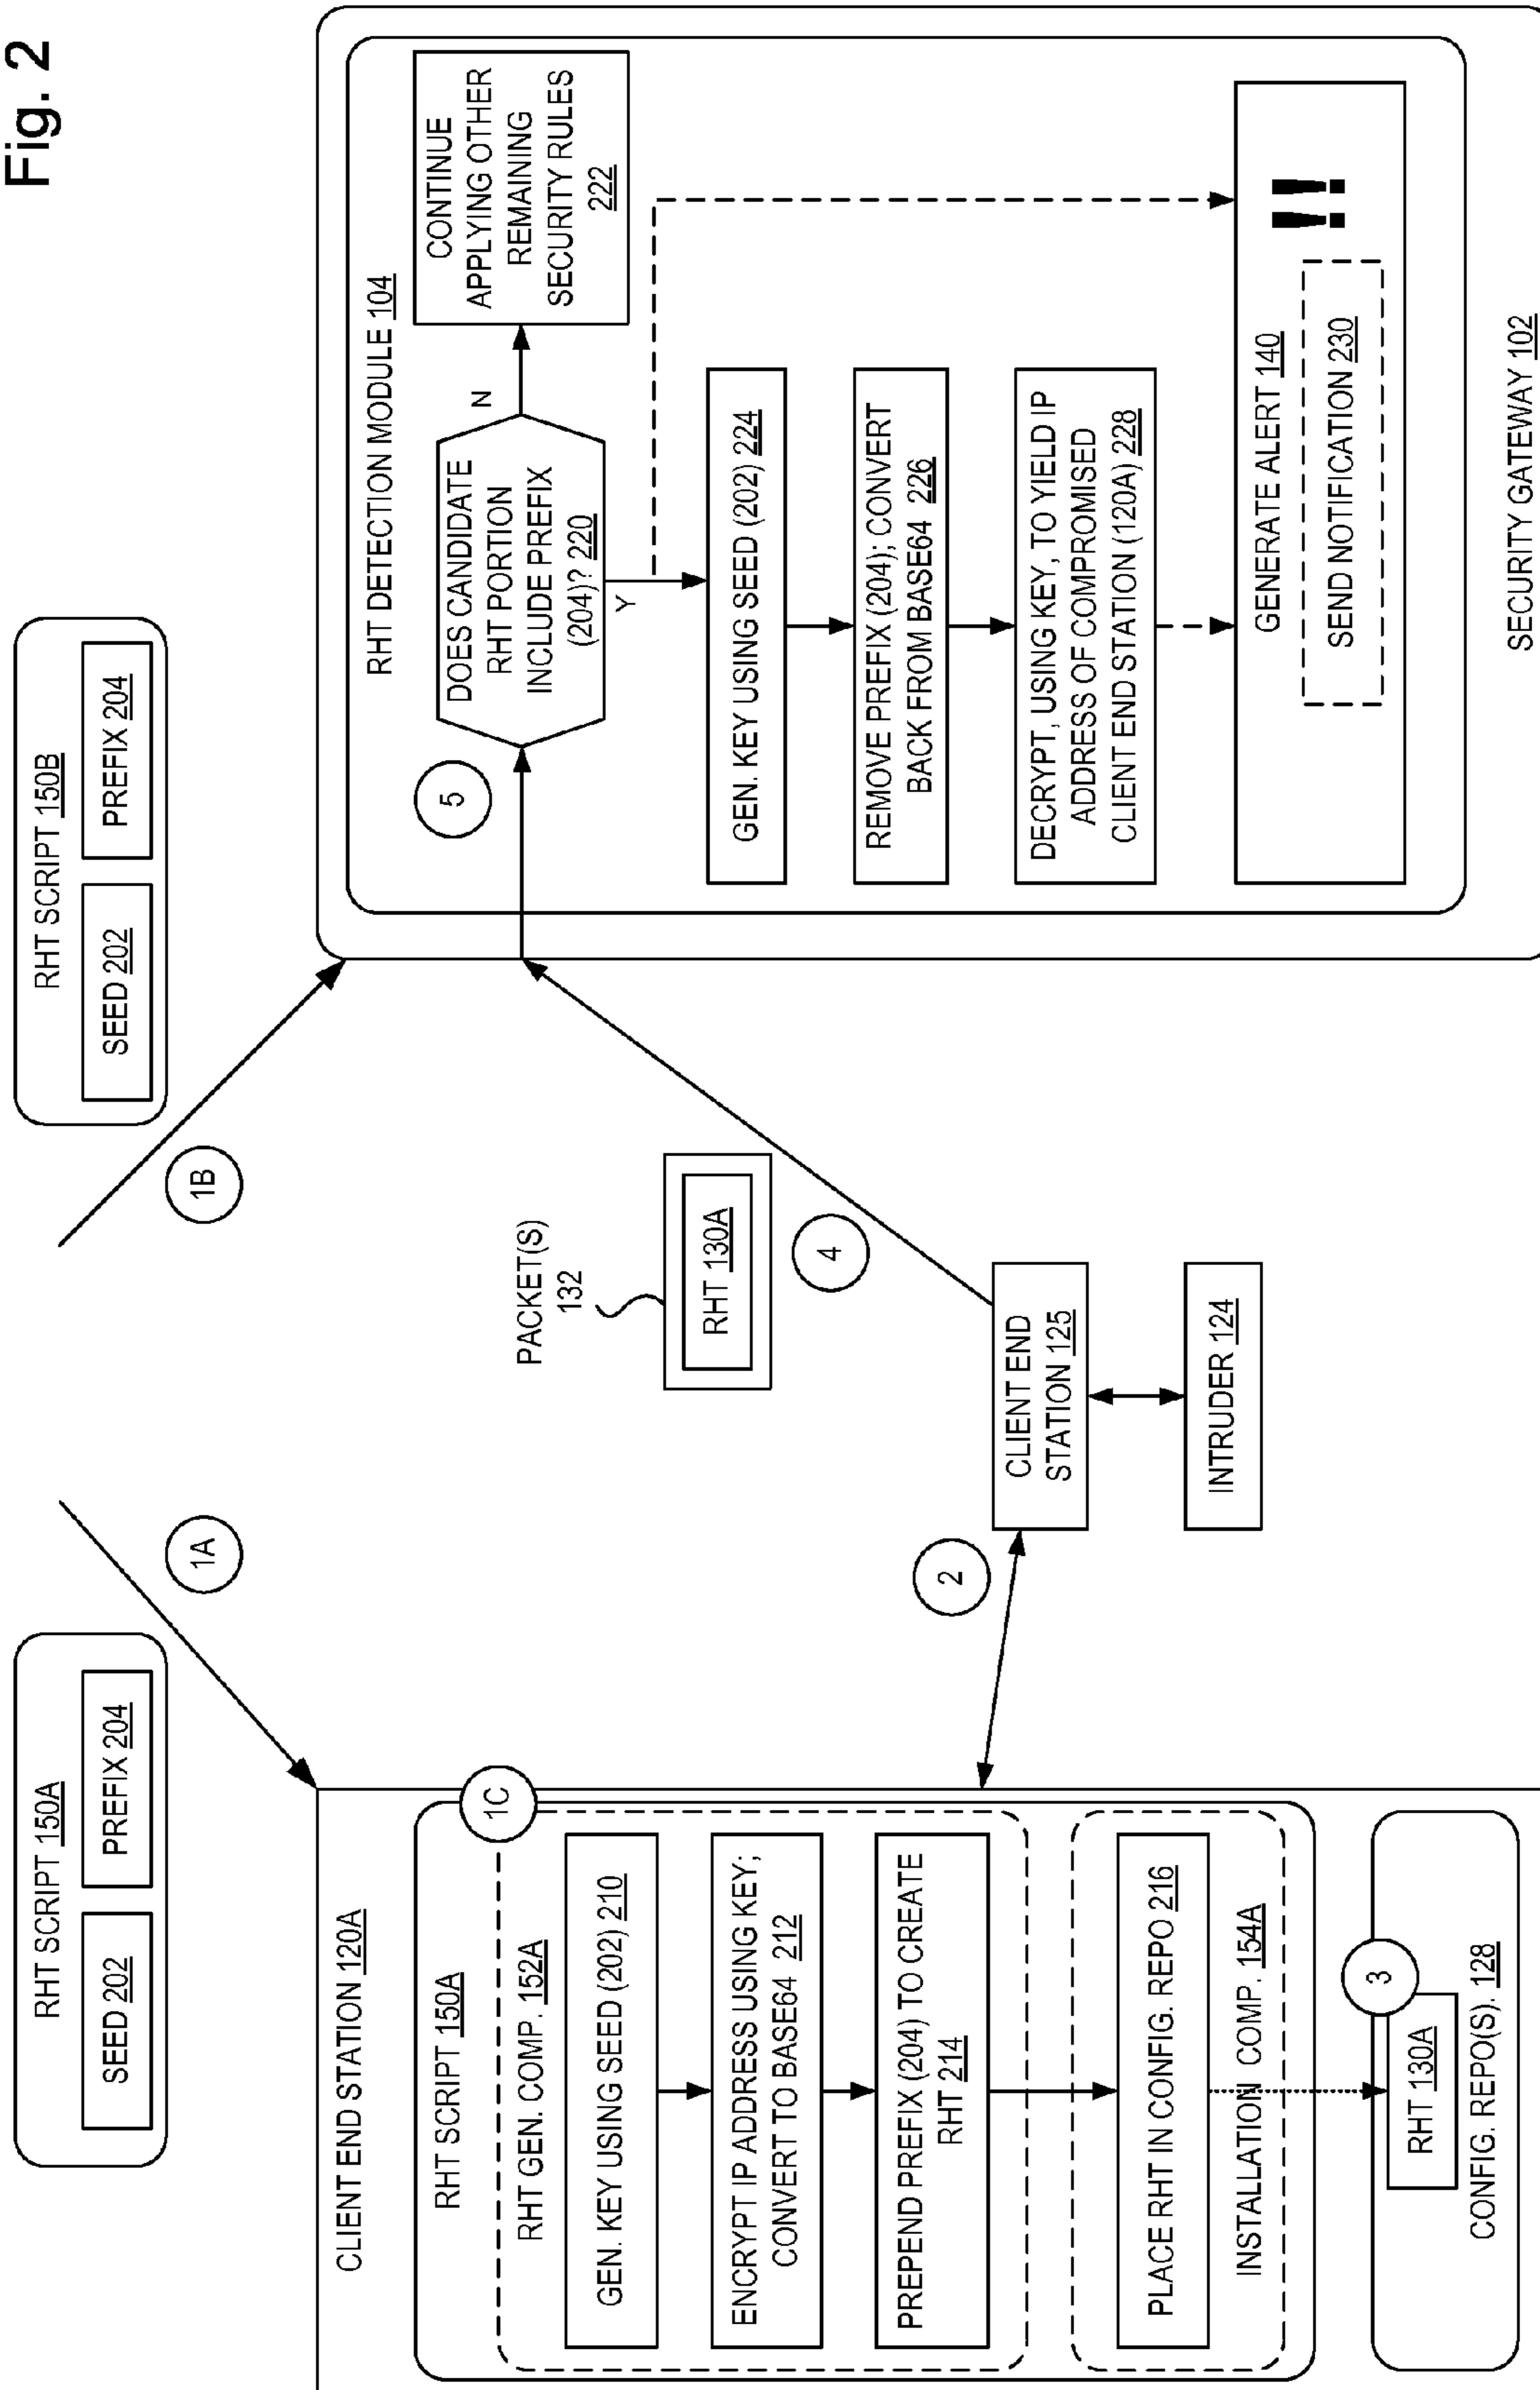 Fig. 2
RHT SCRIPT 150A
SEED 202
PREFIX 204
1A
RHT SCRIPT 150B
SEED 202
PREFIX 204
1B
CLIENT END STATION 120A
RHT SCRIPT 150A
1C
RHT GEN. COMP. 152A
GEN. KEY USING SEED (202) 210
ENCRYPT IP ADDRESS USING KEY;
CONVERT TO BASE64 212
PREPEND PREFIX (204) TO CREATE
RHT 214
PLACE RHT IN CONFIG. REPO 216
INSTALLATION COMP. 154A
3
RHT 130A
CONFIG. REPO(S). 128
2
CLIENT END
STATION 125
INTRUDER 124
PACKET(S)
132
RHT 130A
4
5
RHT DETECTION MODULE 104
DOES CANDIDATE
RHT PORTION
INCLUDE PREFIX
(204)? 220
N
Y
CONTINUE
APPLYING OTHER
REMAINING
SECURITY RULES
222
GEN. KEY USING SEED (202) 224
REMOVE PREFIX (204); CONVERT
BACK FROM BASE64 226
DECRYPT, USING KEY, TO YIELD IP
ADDRESS OF COMPROMISED
CLIENT END STATION (120A) 228
GENERATE ALERT 140
!!
SEND NOTIFICATION 230
SECURITY GATEWAY 102